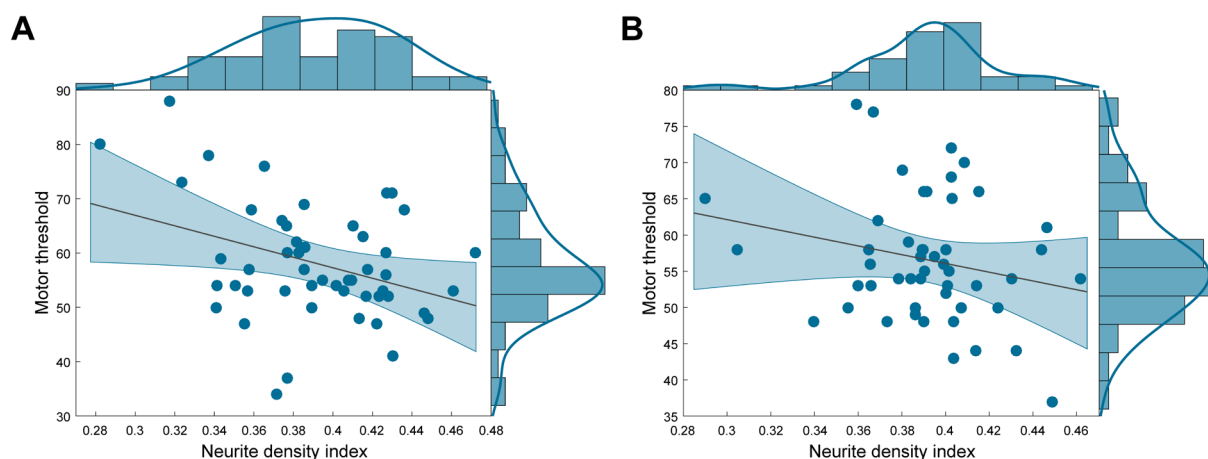 A
B
Motor threshold
90
80
70
60
50
40
30
0.28 0.3 0.32 0.34 0.36 0.38 0.4 0.42 0.44 0.46 0.48
Neurite density index
Motor threshold
80
75
70
65
60
55
50
45
40
35
0.28 0.3 0.32 0.34 0.36 0.38 0.4 0.42 0.44 0.46
Neurite density index